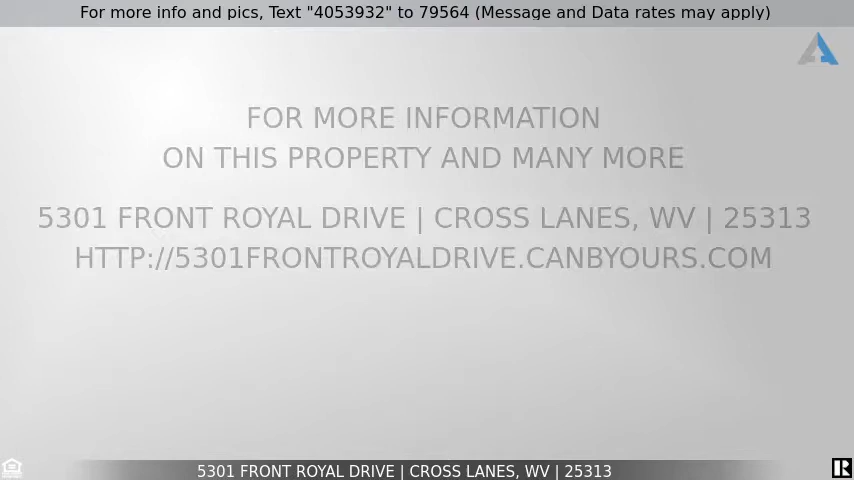 For more info and pics, Text "4053932" to 79564 (Message and Data rates may apply)
FOR MORE INFORMATION
ON THIS PROPERTY AND MANY MORE
5301 FRONT ROYAL DRIVE | CROSS LANES, WV | 25313
HTTP://5301FRONTROYALDRIVE.CANBYOURS.COM
5301 FRONT ROYAL DRIVE | CROSS LANES, WV | 25313